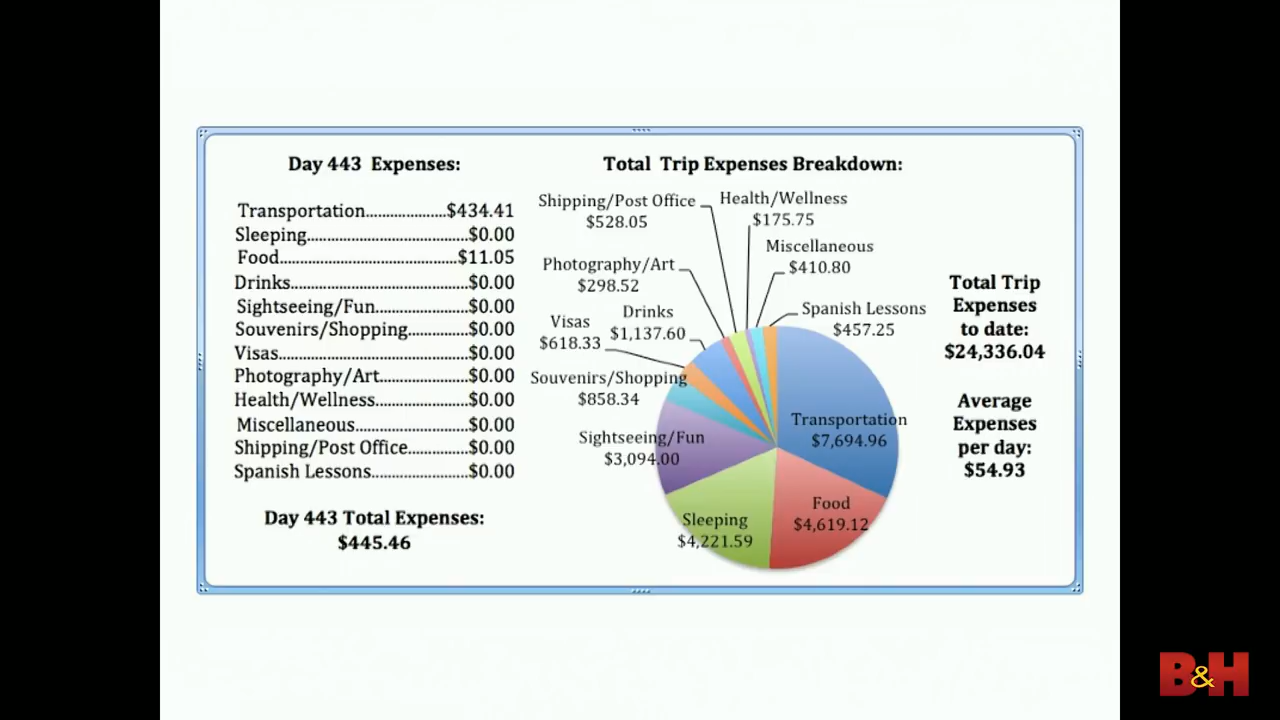 Day 443 Expenses:
Transportation.....................$434.41
Sleeping........................................$0.00
Food............................................$11.05
Drinks...................................................$0.00
Sightseeing/Fun.......................$0.00
Souvenirs/Shopping...............$0.00
Visas...............................................$0.00
Photography/Art......................$0.00
Health/Wellness.......................$0.00
Miscellaneous............................$0.00
Shipping/Post Office...............$0.00
Spanish Lessons........................$0.00
Day 443 Total Expenses:
$445.46
Total Trip Expenses Breakdown:
Shipping/Post Office
$528.05
Health/Wellness
$175.75
Miscellaneous
$410.80
Photography/Art
$298.52
Drinks
$1,137.60
Visas
$618.33
Spanish Lessons
$457.25
Souvenirs/Shopping
$858.34
Sightseeing/Fun
$3,094.00
Transportation
$7,694.96
Food
$4,619.12
Sleeping
$4,221.59
Total Trip
Expenses
to date:
$24,336.04
Average
Expenses
per day:
$54.93
B&H